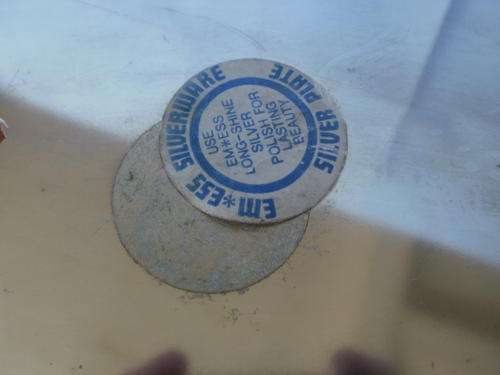 EM*ESS SILVERWARE
SILVER PLATE
USE
EM*ESS
LONG-SHINE
SILVER
POLISH FOR
LASTING
BEAUTY